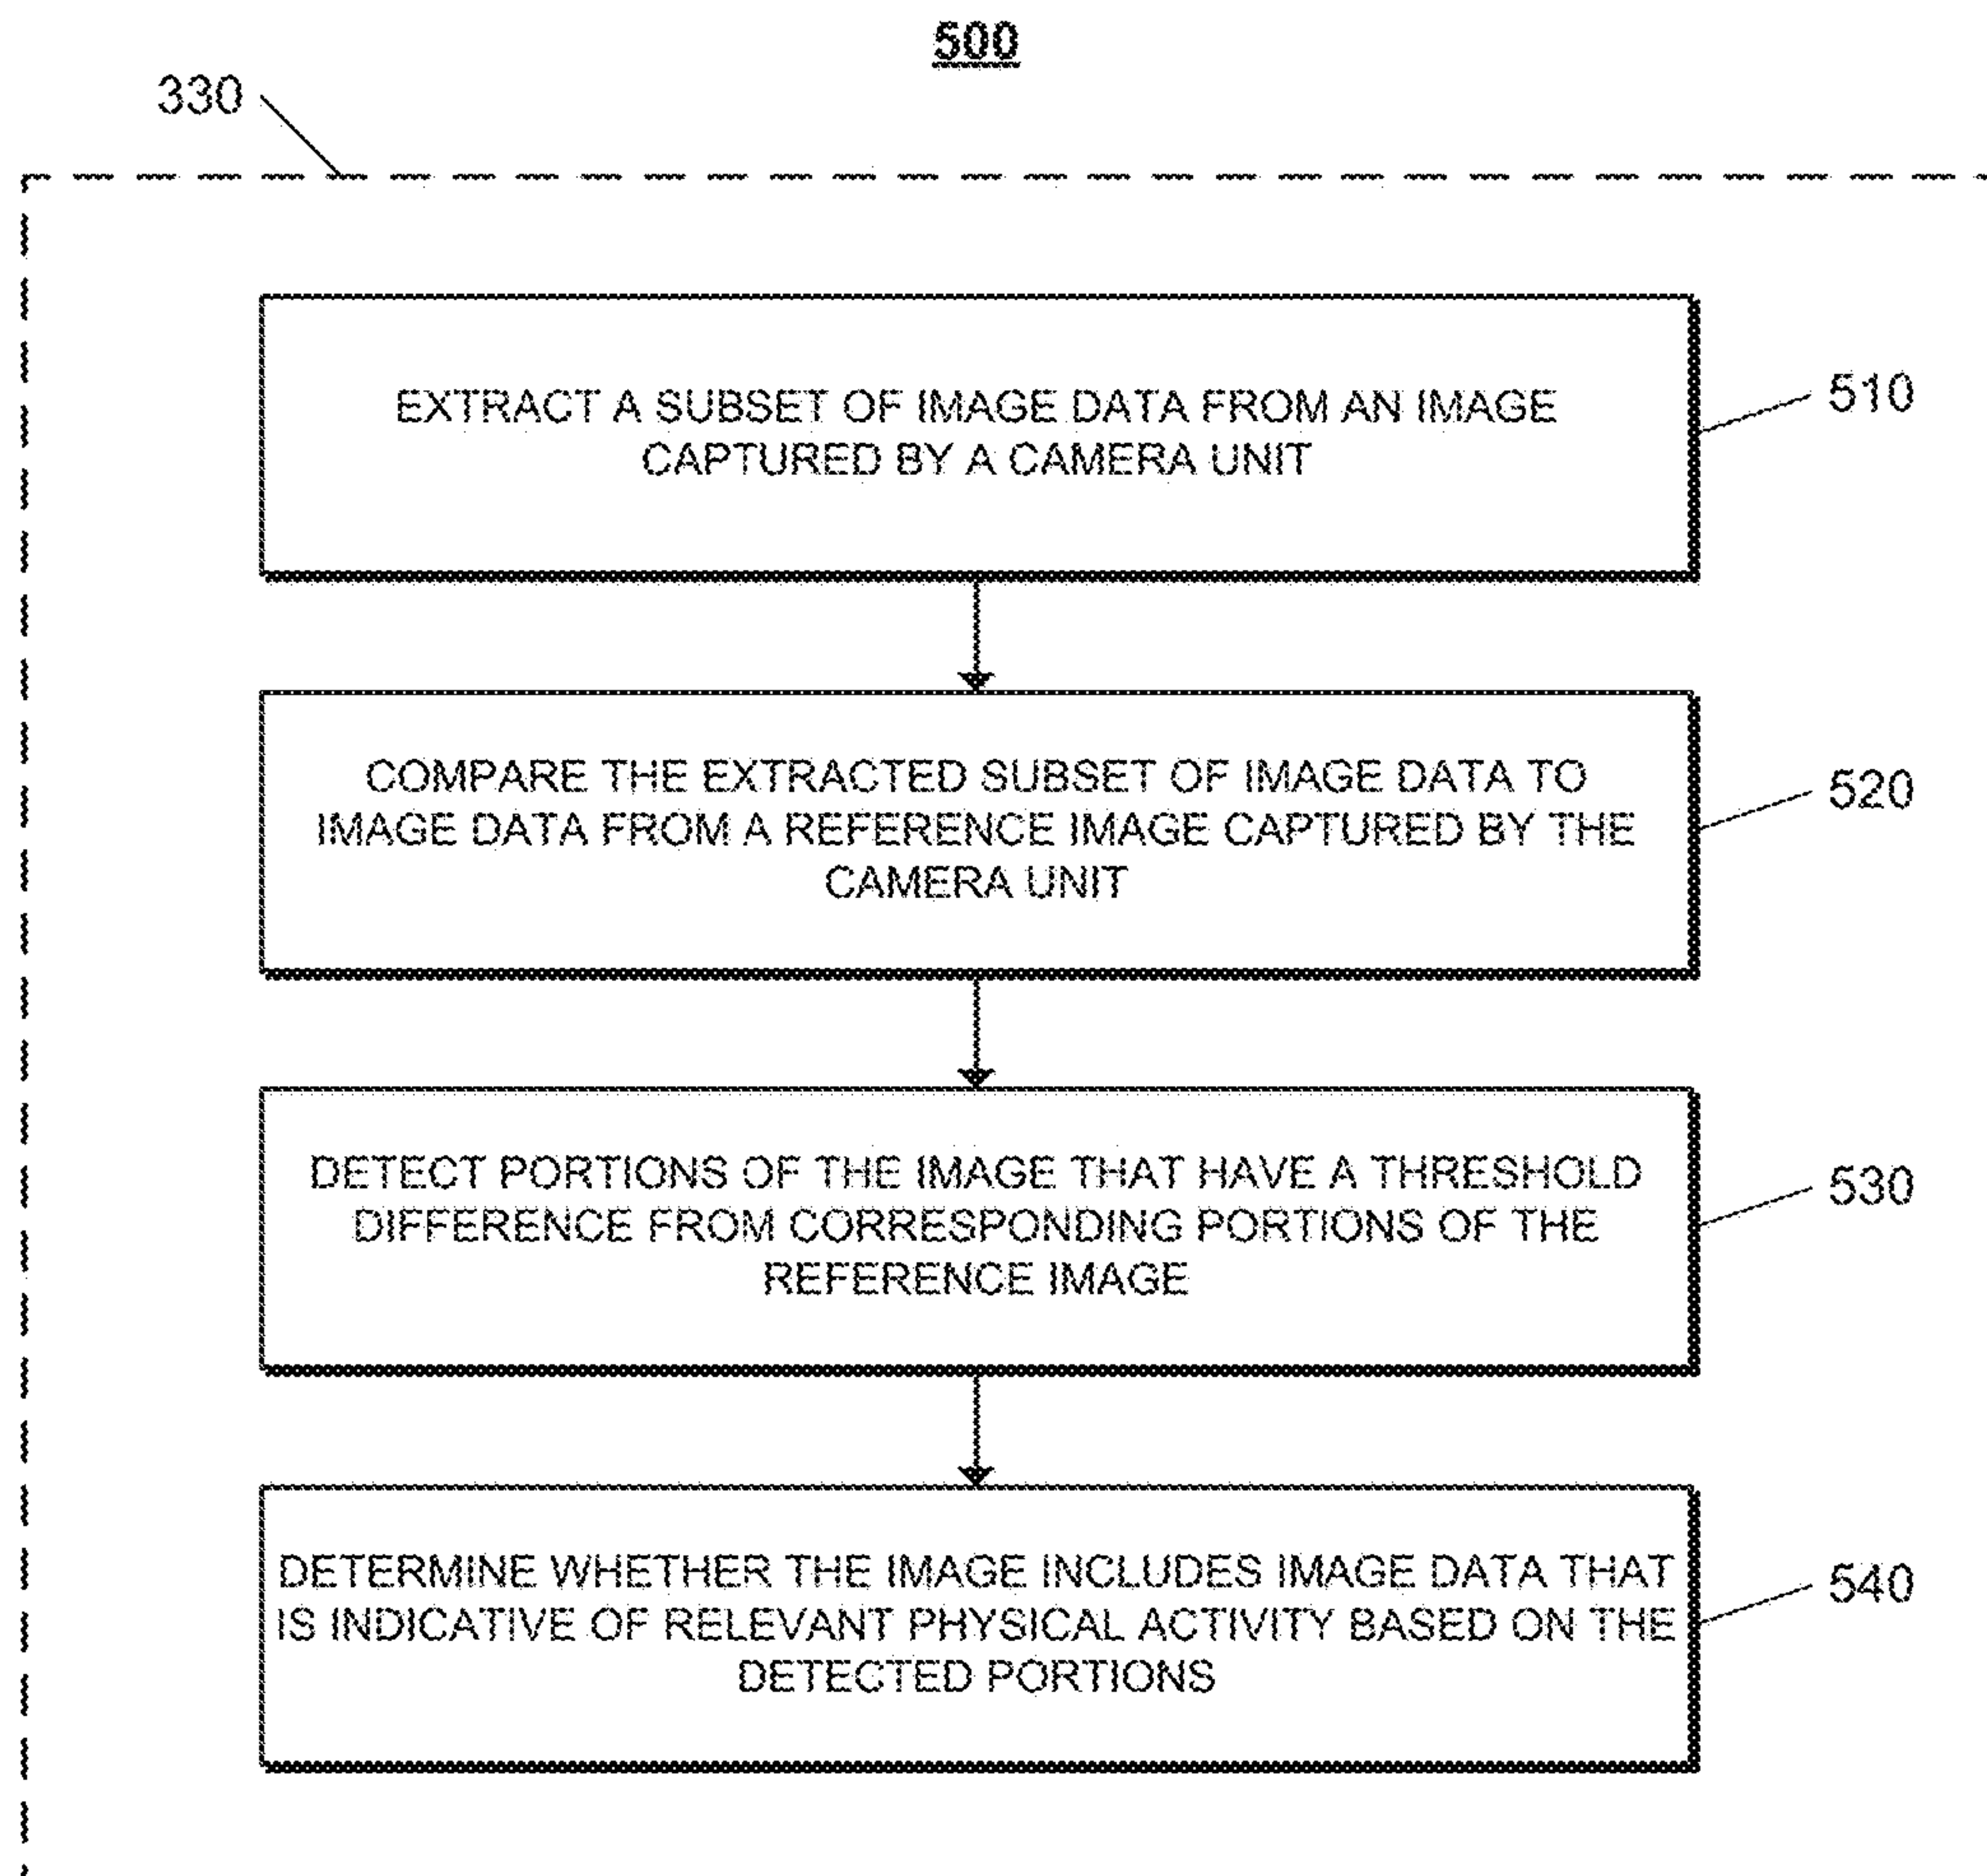 500
330
EXTRACT A SUBSET OF IMAGE DATA FROM AN IMAGE
CAPTURED BY A CAMERA UNIT
510
COMPARE THE EXTRACTED SUBSET OF IMAGE DATA TO
IMAGE DATA FROM A REFERENCE IMAGE CAPTURED BY THE
CAMERA UNIT
520
DETECT PORTIONS OF THE IMAGE THAT HAVE A THRESHOLD
DIFFERENCE FROM CORRESPONDING PORTIONS OF THE
REFERENCE IMAGE
530
DETERMINE WHETHER THE IMAGE INCLUDES IMAGE DATA THAT
IS INDICATIVE OF RELEVANT PHYSICAL ACTIVITY BASED ON THE
DETECTED PORTIONS
540